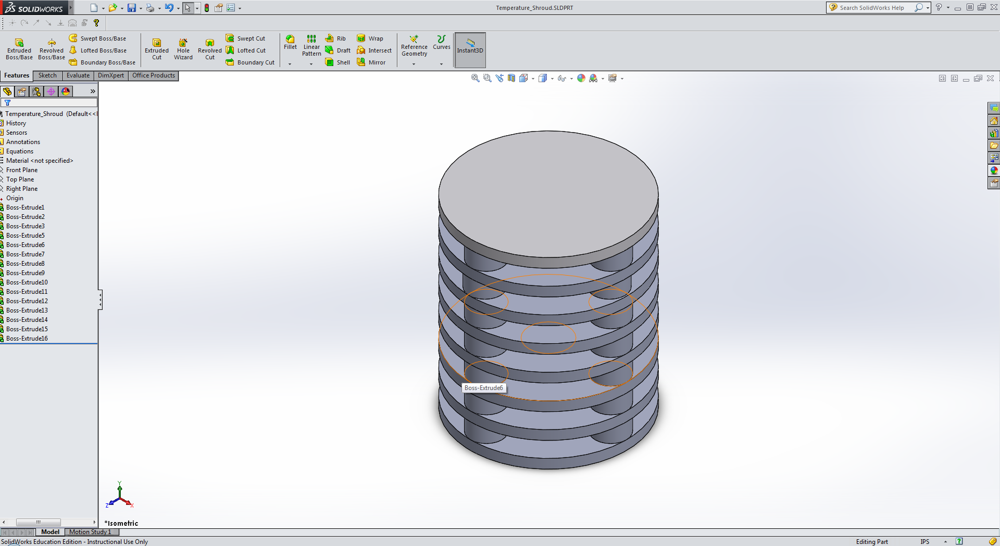 SOLIDWORKS
Temperature_Shroud.SLDPRT
Search SolidWorks Help
Extruded Boss/Base
Revolved Boss/Base
Swept Boss/Base
Lofted Boss/Base
Boundary Boss/Base
Extruded Cut
Hole Wizard
Revolved Cut
Swept Cut
Lofted Cut
Boundary Cut
Fillet
Linear Pattern
Rib
Draft
Shell
Wrap
Intersect
Mirror
Reference Geometry
Curves
Instant3D
Features
Sketch
Evaluate
DimXpert
Office Products
Temperature_Shroud (Default<<
History
Sensors
Annotations
Equations
Material <not specified>
Front Plane
Top Plane
Right Plane
Origin
Boss-Extrude1
Boss-Extrude2
Boss-Extrude3
Boss-Extrude5
Boss-Extrude6
Boss-Extrude7
Boss-Extrude8
Boss-Extrude9
Boss-Extrude10
Boss-Extrude11
Boss-Extrude12
Boss-Extrude13
Boss-Extrude14
Boss-Extrude15
Boss-Extrude16
Boss-Extrude6
Y
Z
X
*Isometric
Model
Motion Study 1
SolidWorks Education Edition - Instructional Use Only
Editing Part
IPS